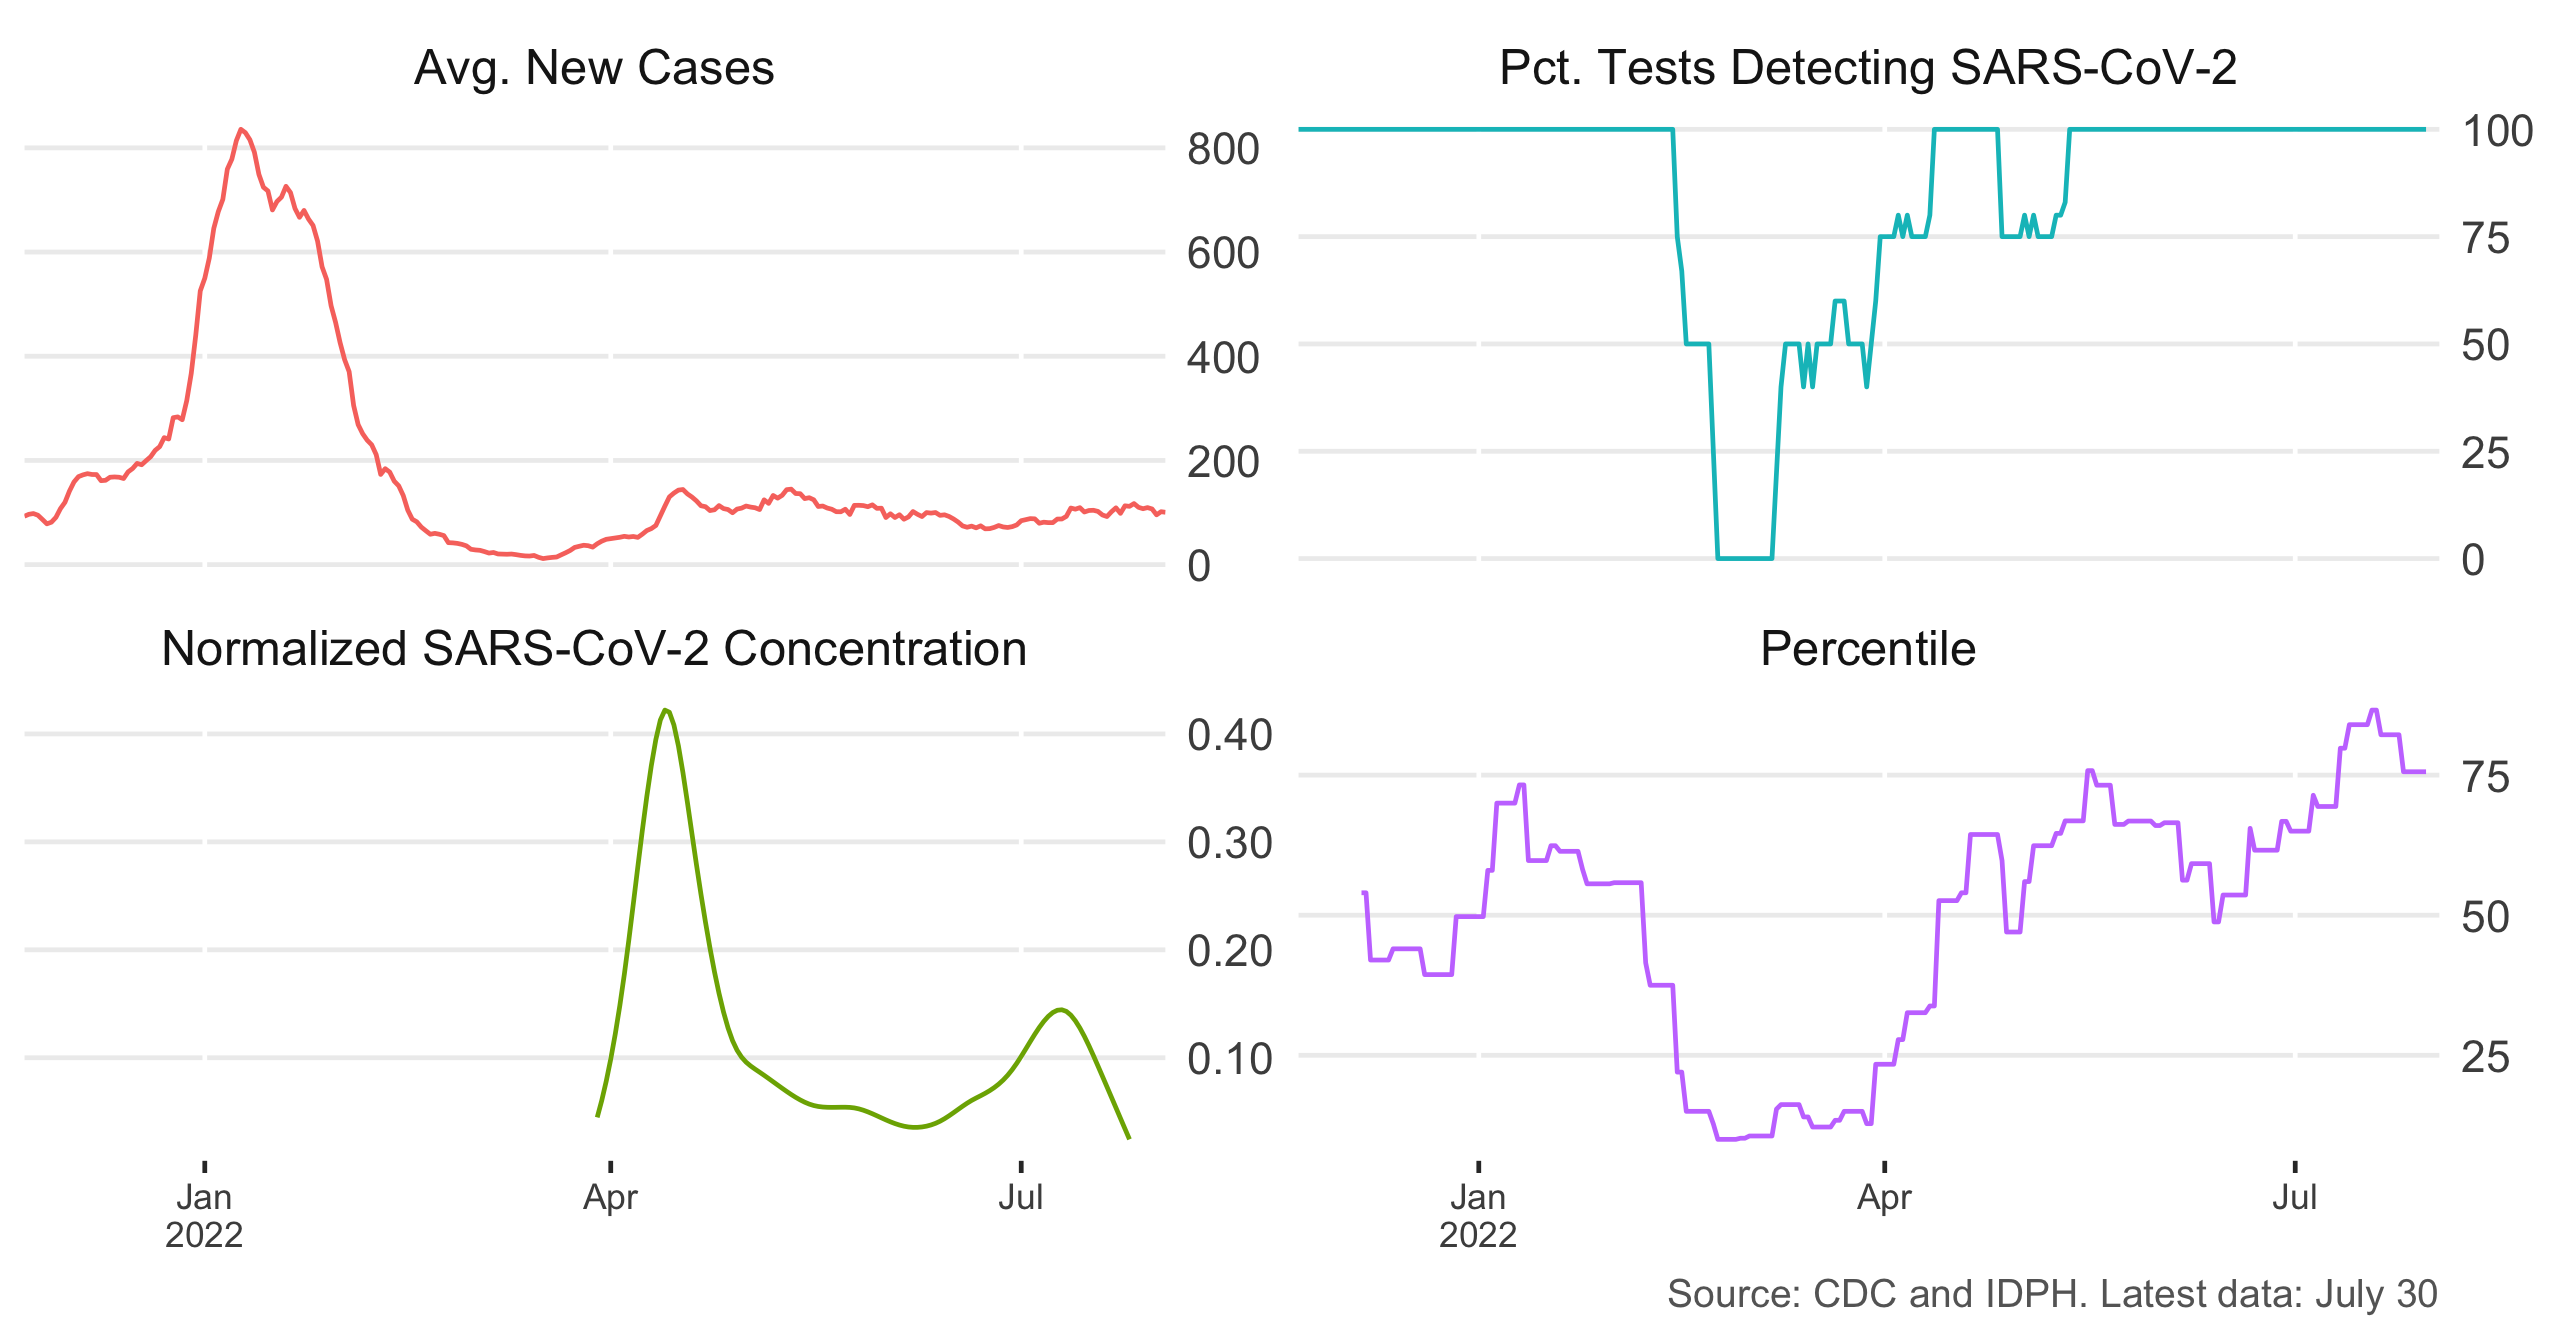 Avg. New Cases
800
600
400
200
0
Pct. Tests Detecting SARS-CoV-2
100
75
50
25
0
Normalized SARS-CoV-2 Concentration
0.40
0.30
0.20
0.10
Jan
2022
Apr
Jul
Percentile
75
50
25
Jan
2022
Apr
Jul
Source: CDC and IDPH. Latest data: July 30